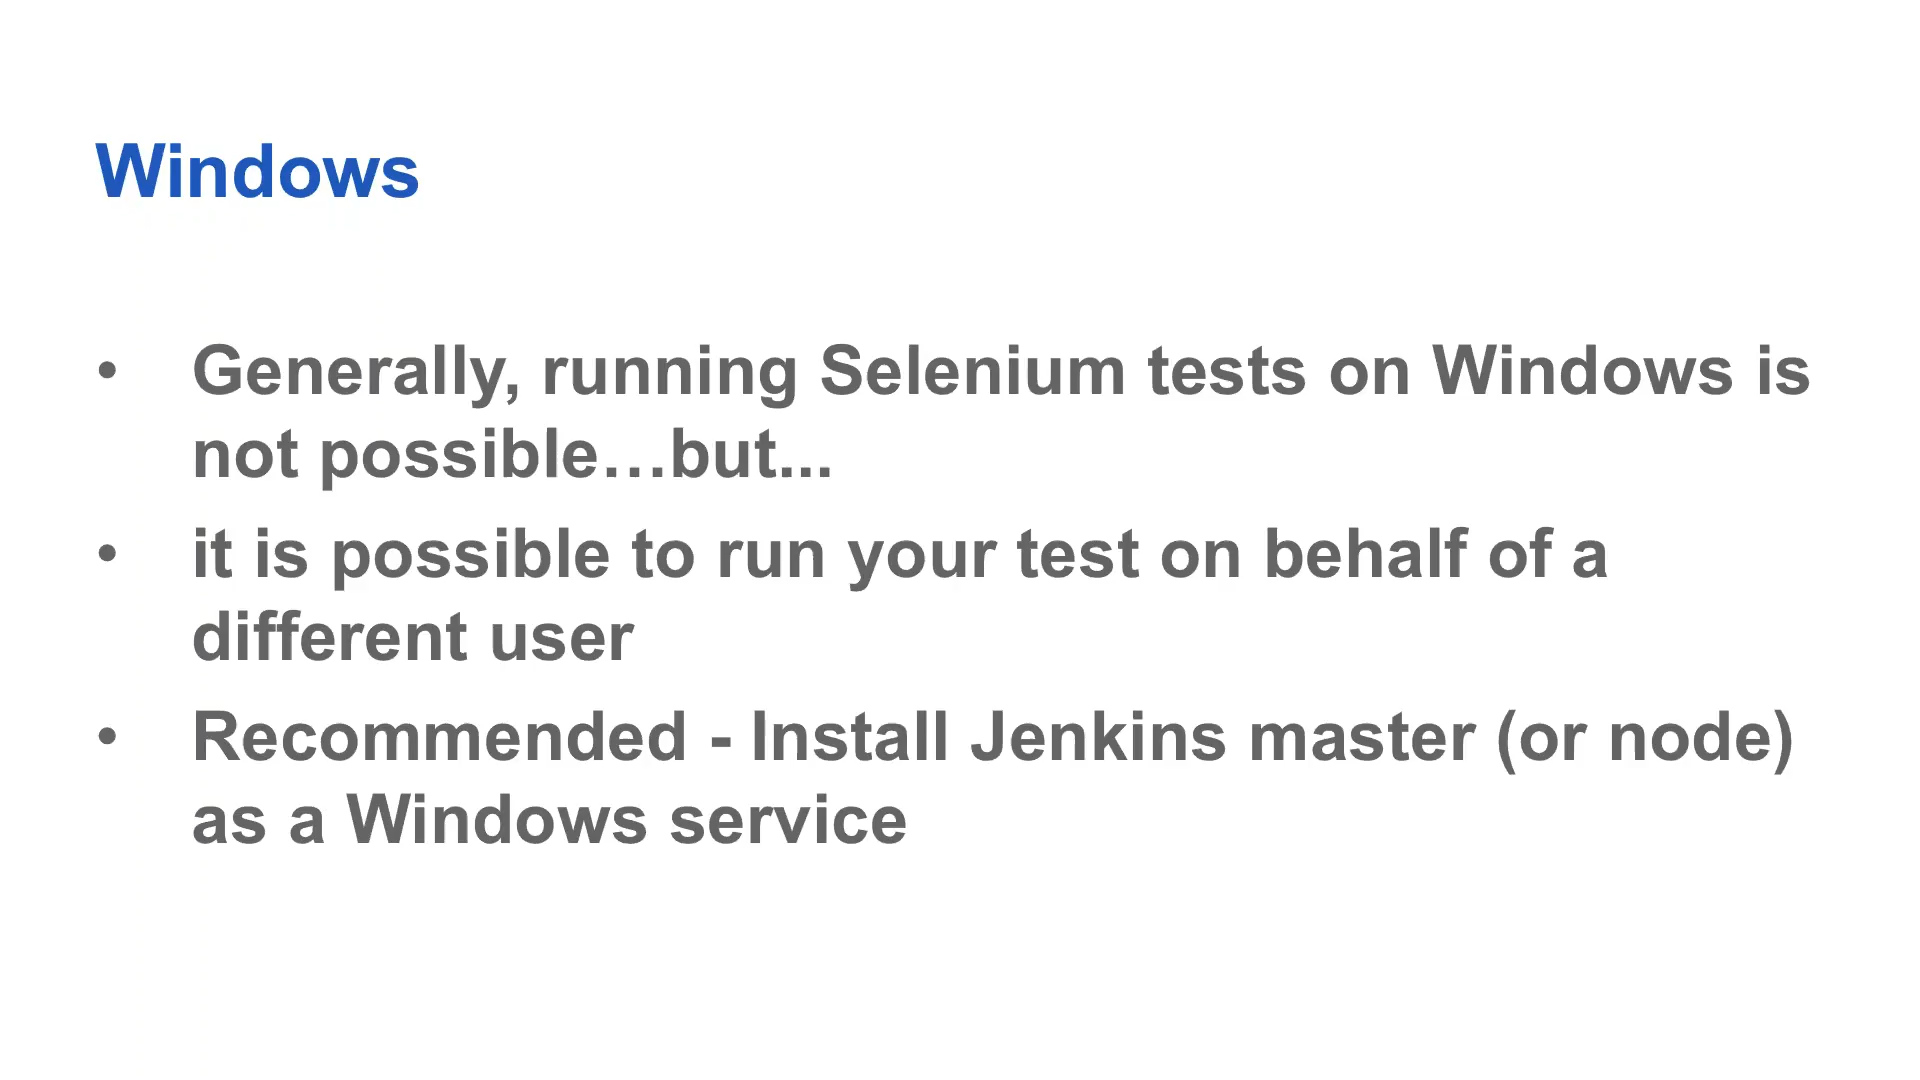 Windows
• Generally, running Selenium tests on Windows is
not possible…but...
• it is possible to run your test on behalf of a
different user
• Recommended - Install Jenkins master (or node)
as a Windows service